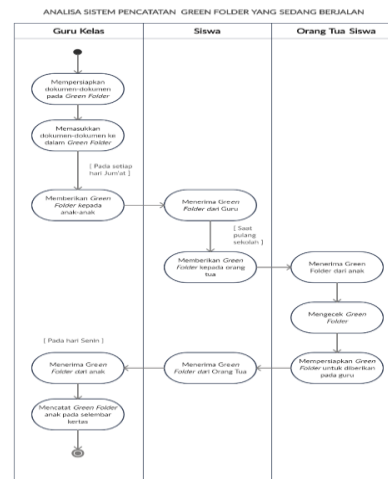 ANALISA SISTEM PENCATATAN GREEN FOLDER YANG SEDANG BERJALAN
Guru Kelas
Siswa
Orang Tua Siswa
Mempersiapkan
dokumen-dokumen
pada Green Folder
Memasukkan
dokumen-dokumen ke
dalam Green Folder
[ Pada setiap
hari Jum'at ]
Memberikan Green
Folder kepada
anak-anak
Menerima Green
Folder dari Guru
[ Saat
pulang
sekolah ]
Memberikan Green
Folder kepada orang
tua
Menerima Green
Folder dari anak
Mengecek Green
Folder
Mempersiapkan Green
Folder untuk diberikan
pada guru
Menerima Green
Folder dari Orang Tua
[ Pada hari Senin ]
Menerima Green
Folder dari anak
Mencatat Green Folder
anak pada selembar
kertas